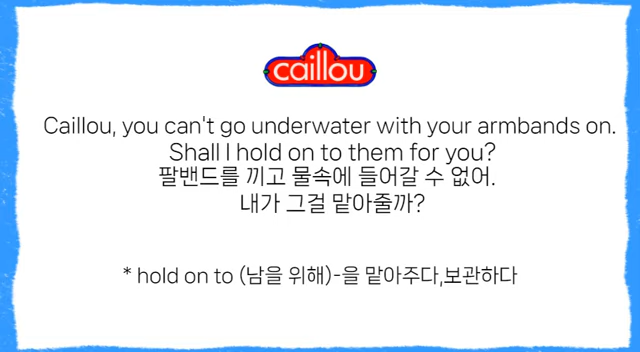 caillou
Caillou, you can't go underwater with your armbands on.
Shall I hold on to them for you?
팔밴드를 끼고 물속에 들어갈 수 없어.
내가 그걸 맡아줄까?
* hold on to (남을 위해)-을 맡아주다,보관하다